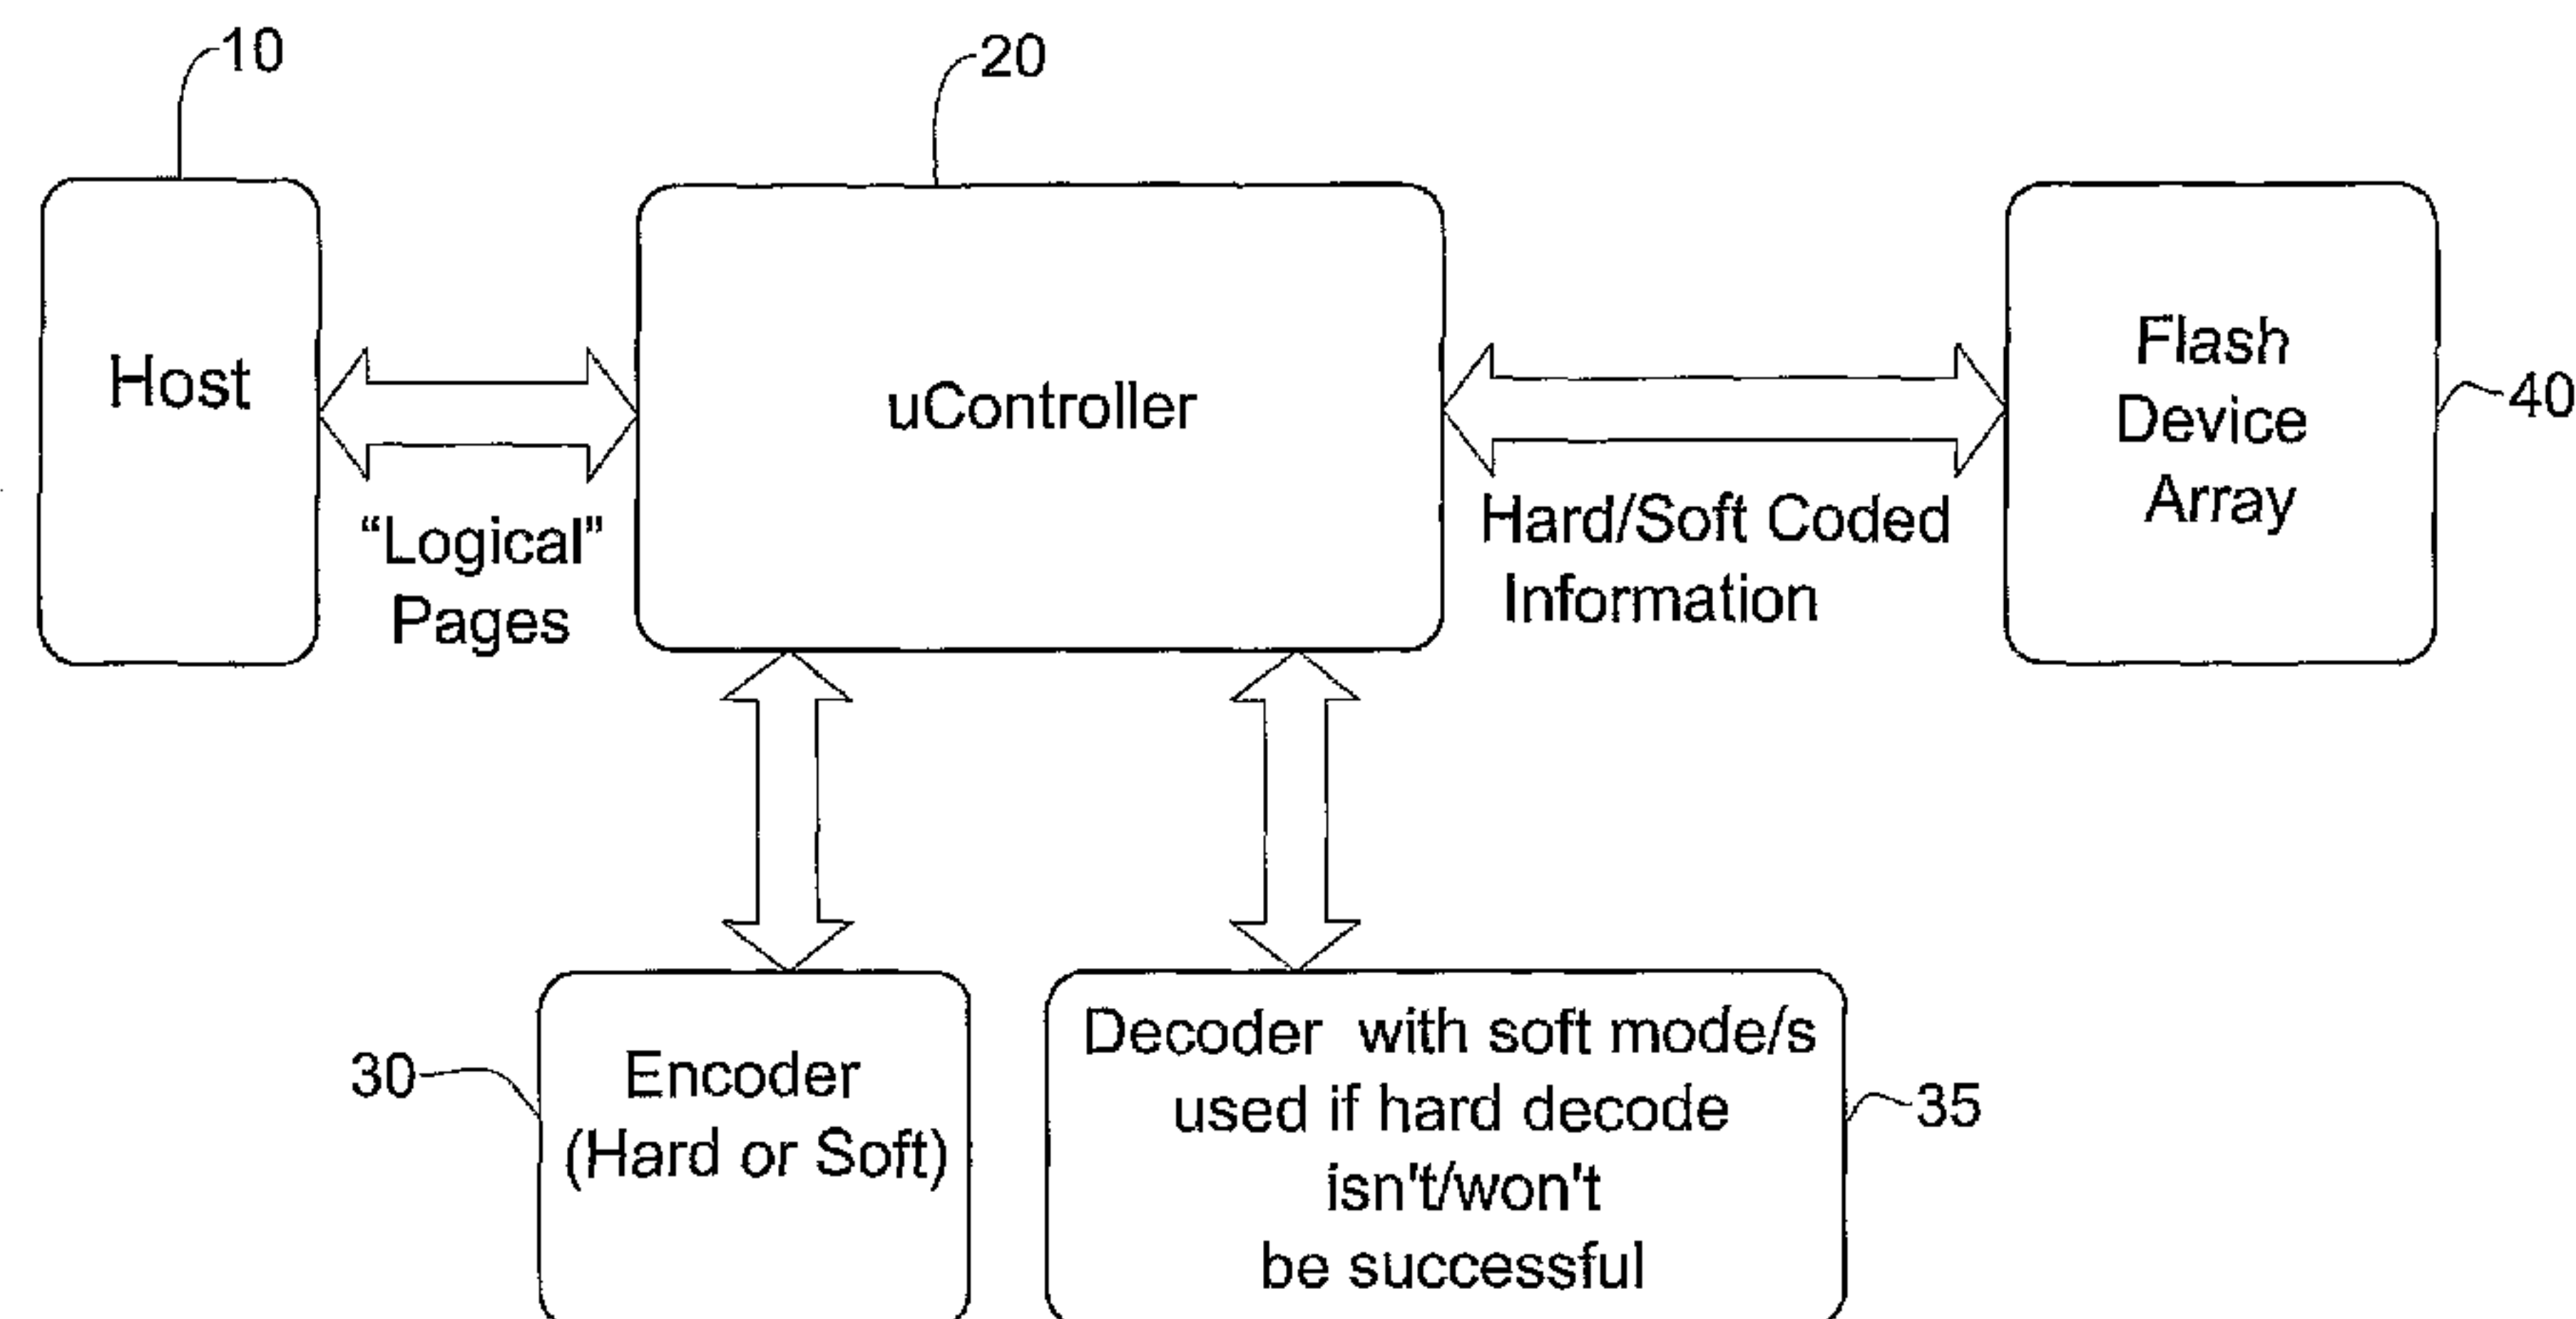 10
20
Host
uController
Flash
Device
Array
40
"Logical"
Pages
Hard/Soft Coded
Information
30
Encoder
(Hard or Soft)
Decoder with soft mode/s
used if hard decode
isn't/won't
be successful
35